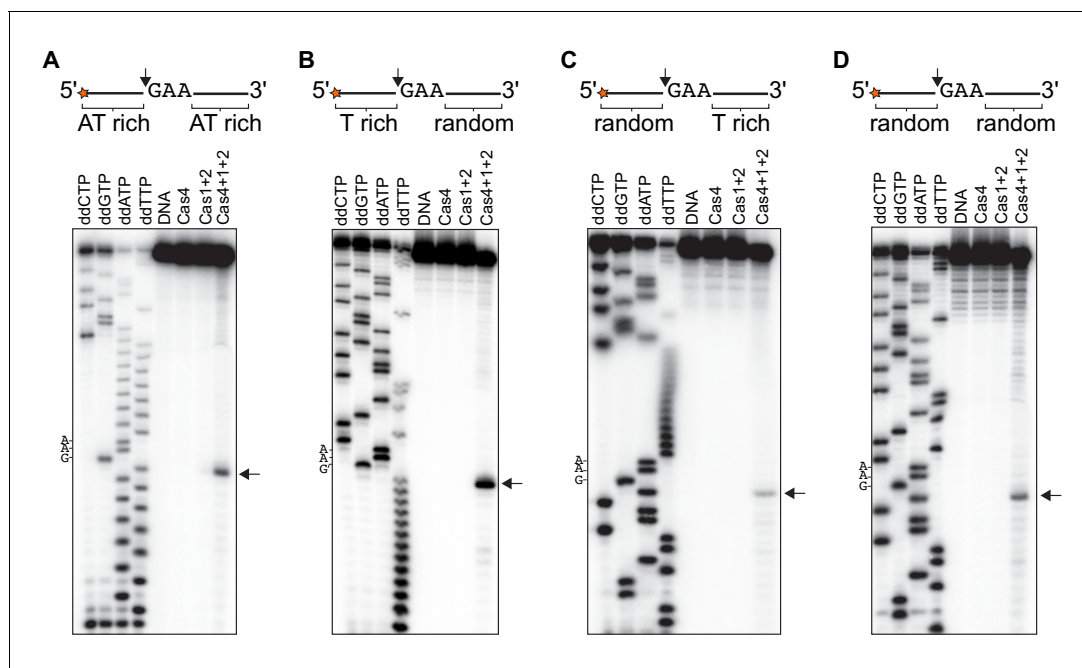 A
5' GAA 3'
AT rich AT rich
ddCTP ddGTP ddATP ddTTP DNA Cas4 Cas1+2 Cas4+1+2
A
A
G
B
5' GAA 3'
T rich random
ddCTP ddGTP ddATP ddTTP DNA Cas4 Cas1+2 Cas4+1+2
A
A
G
C
5' GAA 3'
random T rich
ddCTP ddGTP ddATP ddTTP DNA Cas4 Cas1+2 Cas4+1+2
A
A
G
D
5' GAA 3'
random random
ddCTP ddGTP ddATP ddTTP DNA Cas4 Cas1+2 Cas4+1+2
A
A
G